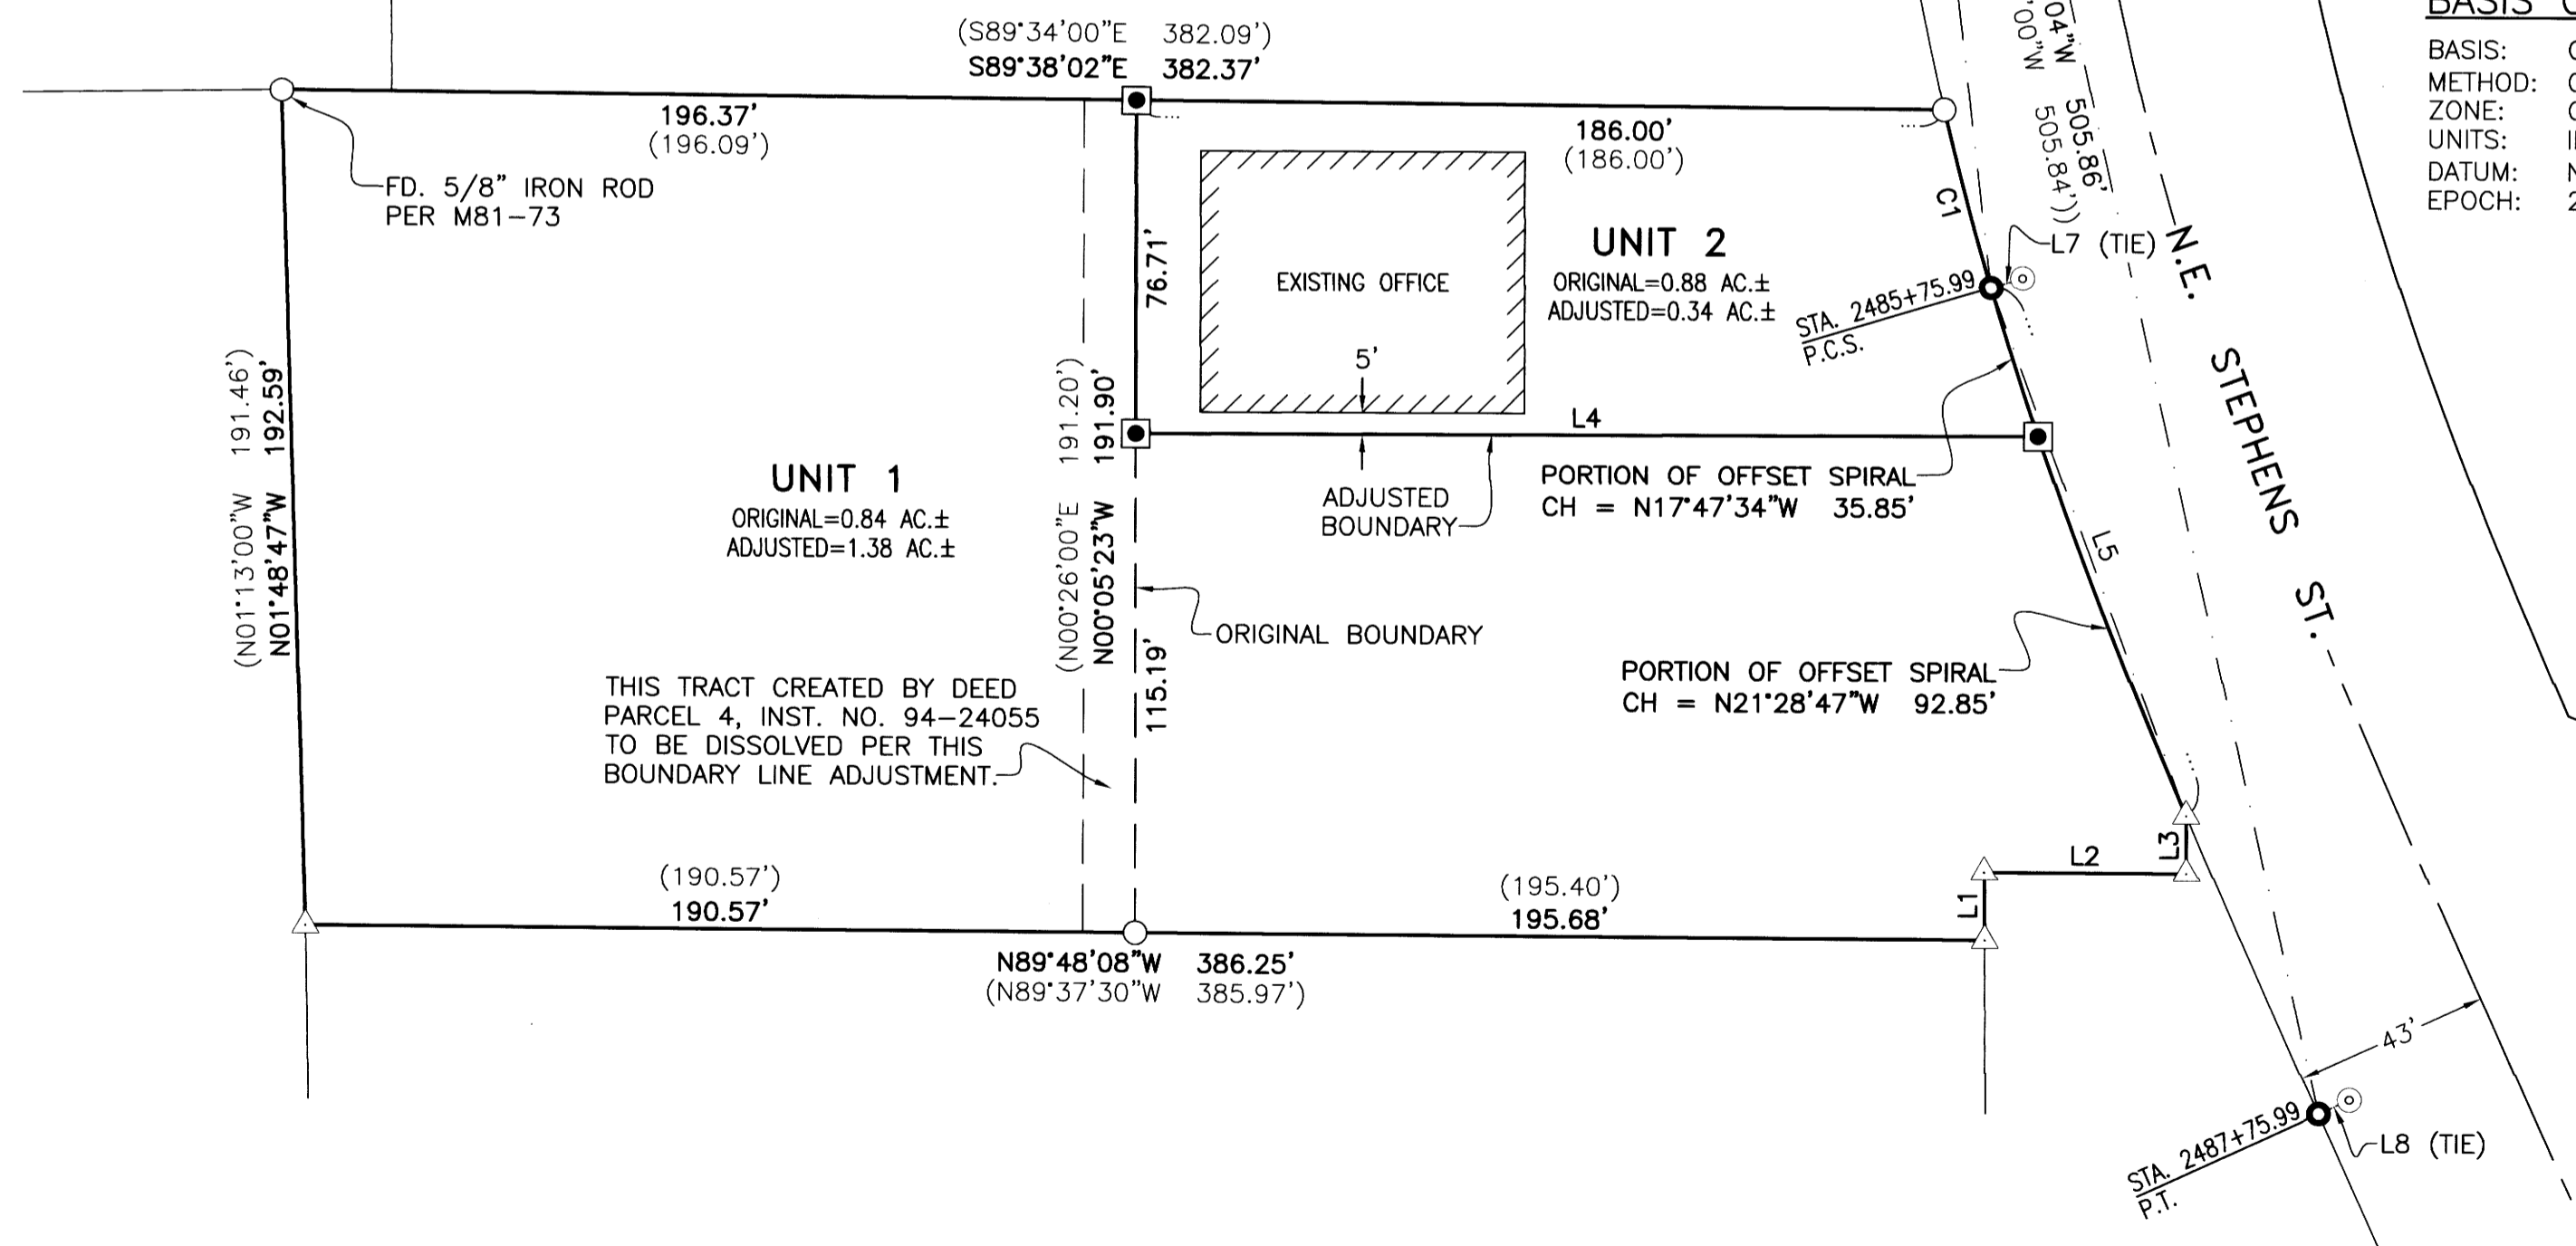 (S89°34'00"E 382.09')
S89°38'02"E 382.37'
196.37'
(196.09')
FD. 5/8" IRON ROD
PER M81-73
186.00'
(186.00')
EXISTING OFFICE
UNIT 2
ORIGINAL=0.88 AC.±
ADJUSTED=0.34 AC.±
76.71'
5'
L4
C1
STA. 2485+75.99
P.C.S.
L7 (TIE)
04"W 505.86'
'00"W 505.84'))
N.E. STEPHENS ST.
BASIS
BASIS:
METHOD:
ZONE:
UNITS:
DATUM:
EPOCH:
(N01°13'00"W 191.46')
N01°48'47"W 192.59'
UNIT 1
ORIGINAL=0.84 AC.±
ADJUSTED=1.38 AC.±
(N00°26'00"E 191.20')
N00°05'23"W 191.90'
ADJUSTED
BOUNDARY
PORTION OF OFFSET SPIRAL
CH = N17°47'34"W 35.85'
L5
ORIGINAL BOUNDARY
115.19'
PORTION OF OFFSET SPIRAL
CH = N21°28'47"W 92.85'
THIS TRACT CREATED BY DEED
PARCEL 4, INST. NO. 94-24055
TO BE DISSOLVED PER THIS
BOUNDARY LINE ADJUSTMENT.
(190.57')
190.57'
(195.40')
195.68'
L1
L2
L3
N89°48'08"W 386.25'
(N89°37'30"W 385.97')
43'
STA. 2487+75.99
P.T.
L8 (TIE)